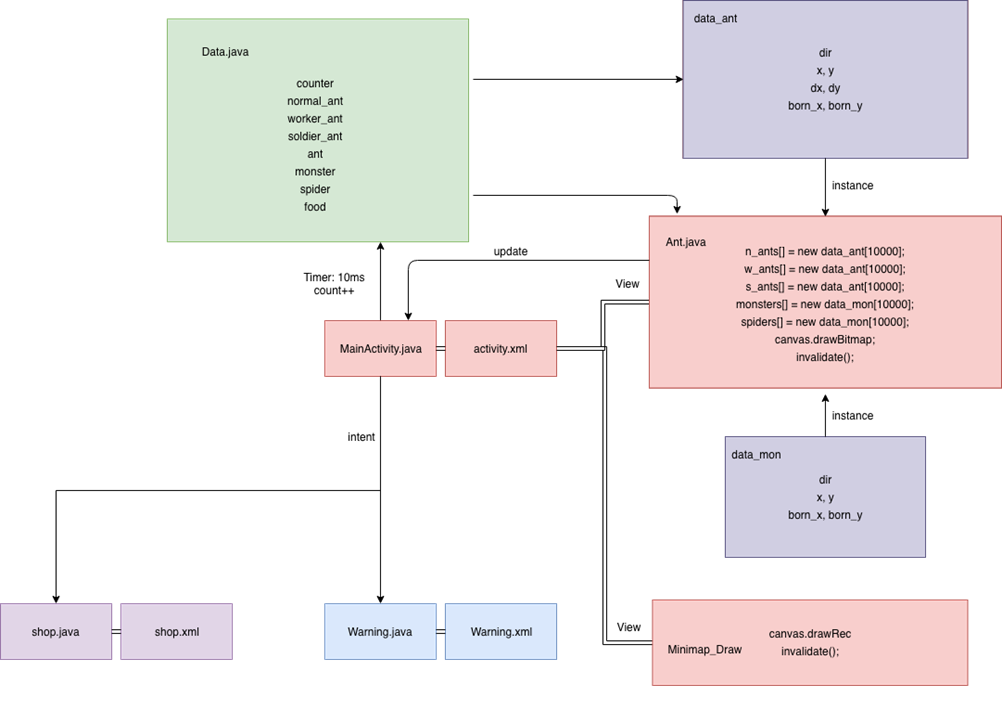 data_ant
dir
x, y
dx, dy
born_x, born_y
Data.java
counter
normal_ant
worker_ant
soldier_ant
ant
monster
spider
food
instance
Ant.java
n_ants[] = new data_ant[10000];
w_ants[] = new data_ant[10000];
s_ants[] = new data_ant[10000];
monsters[] = new data_mon[10000];
spiders[] = new data_mon[10000];
canvas.drawBitmap;
invalidate();
update
View
Timer: 10ms
count++
MainActivity.java
activity.xml
intent
instance
data_mon
dir
x, y
born_x, born_y
shop.java
shop.xml
Warning.java
Warning.xml
View
Minimap_Draw
canvas.drawRec
invalidate();